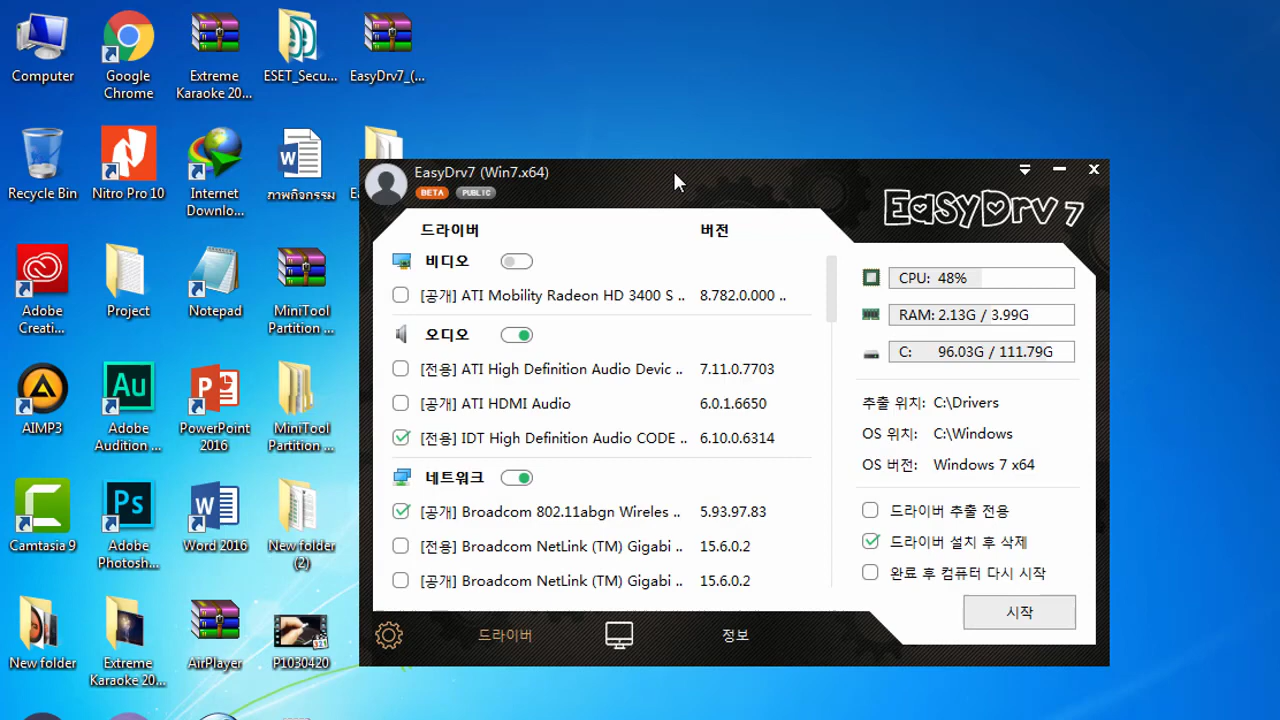 Computer
Google
Chrome
Extreme
Karaoke 20...
ESET_Secu...
EasyDrv7_(...
Recycle Bin
Nitro Pro 10
Internet
Downlo...
ภาพกิจกรรม
Adobe
Creati...
Project
Notepad
MiniTool
Partition ...
AIMP3
Adobe
Audition ...
PowerPoint
2016
MiniTool
Partition ...
Camtasia 9
Adobe
Photosh...
Word 2016
New folder
(2)
New folder
Extreme
Karaoke 20...
AirPlayer
P1030420
EasyDrv7 (Win7.x64)
BETA PUBLIC
EasyDrv 7
드라이버 버전
비디오
[공개] ATI Mobility Radeon HD 3400 S .. 8.782.0.000 ..
오디오
[전용] ATI High Definition Audio Devic .. 7.11.0.7703
[공개] ATI HDMI Audio 6.0.1.6650
[전용] IDT High Definition Audio CODE .. 6.10.0.6314
네트워크
[공개] Broadcom 802.11abgn Wireles .. 5.93.97.83
[전용] Broadcom NetLink (TM) Gigabi .. 15.6.0.2
[공개] Broadcom NetLink (TM) Gigabi .. 15.6.0.2
CPU: 48%
RAM: 2.13G / 3.99G
C: 96.03G / 111.79G
추출 위치: C:\Drivers
OS 위치: C:\Windows
OS 버전: Windows 7 x64
드라이버 추출 전용
드라이버 설치 후 삭제
완료 후 컴퓨터 다시 시작
시작
드라이버
정보